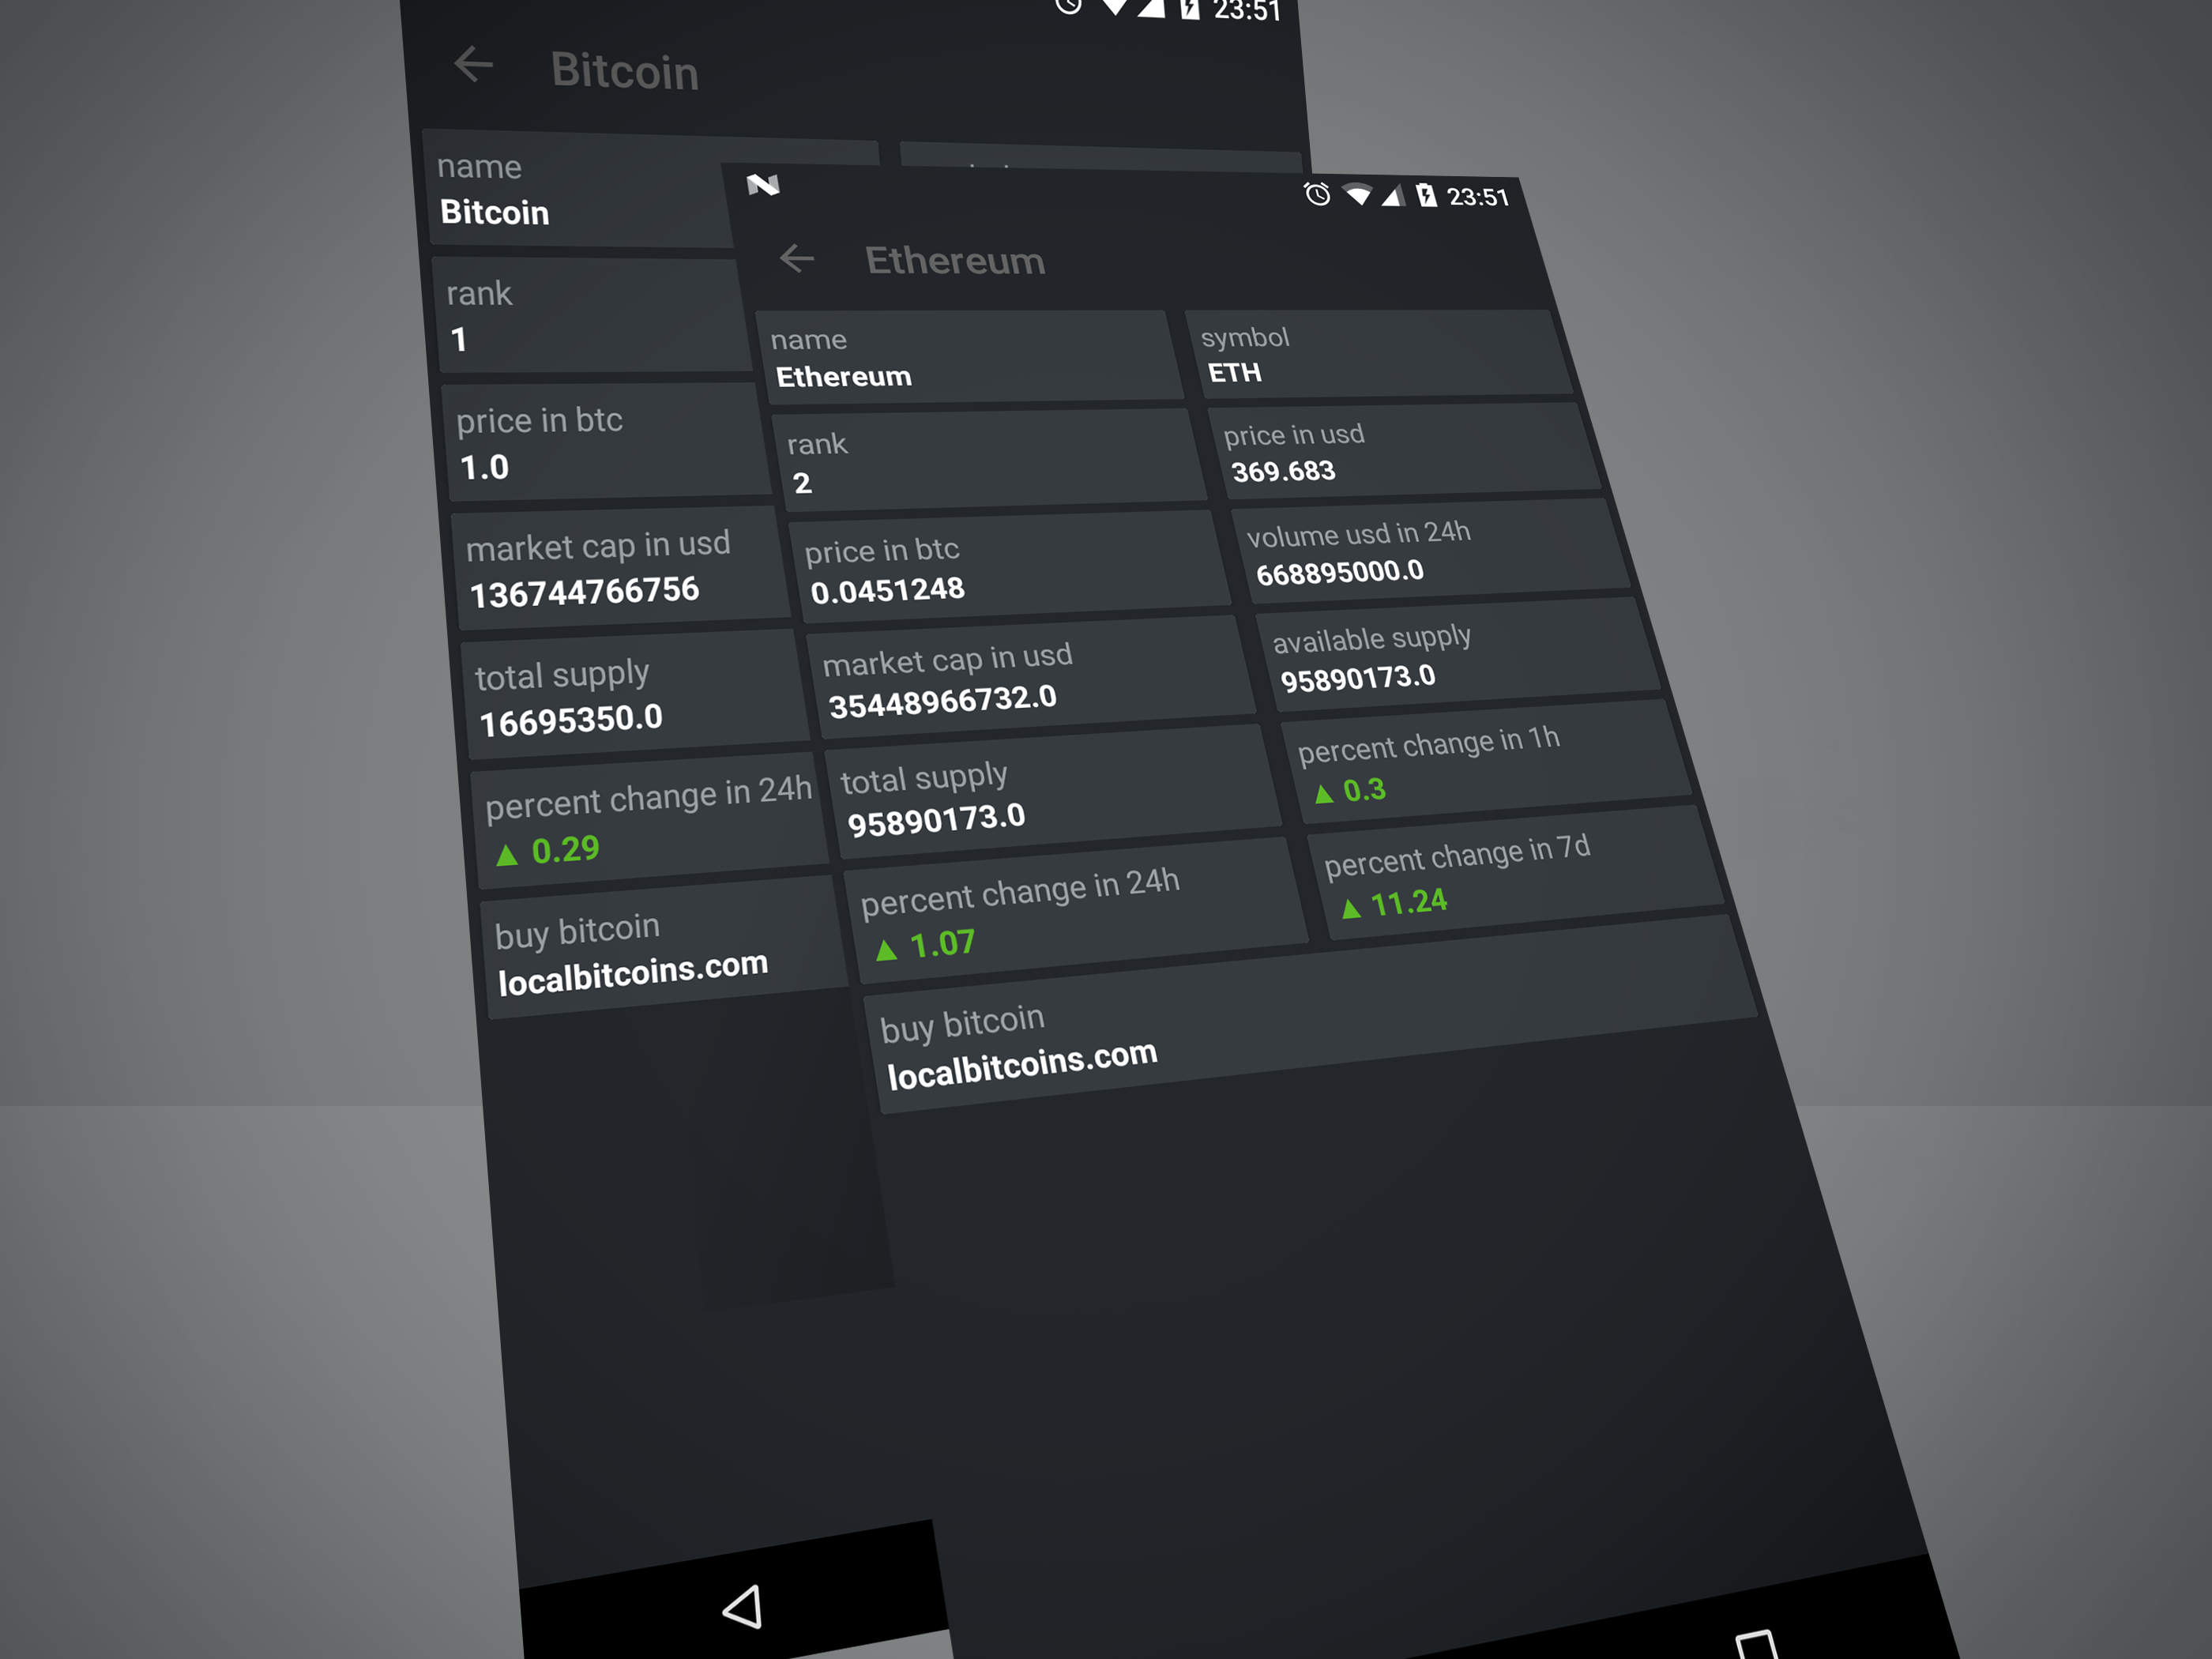 23:51
Bitcoin
name
Bitcoin
rank
1
price in btc
1.0
market cap in usd
136744766756
total supply
16695350.0
percent change in 24h
▲ 0.29
buy bitcoin
localbitcoins.com
23:51
Ethereum
name
Ethereum
symbol
ETH
rank
2
price in usd
369.683
price in btc
0.0451248
volume usd in 24h
668895000.0
market cap in usd
35448966732.0
available supply
95890173.0
total supply
95890173.0
percent change in 1h
▲ 0.3
percent change in 24h
▲ 1.07
percent change in 7d
▲ 11.24
buy bitcoin
localbitcoins.com